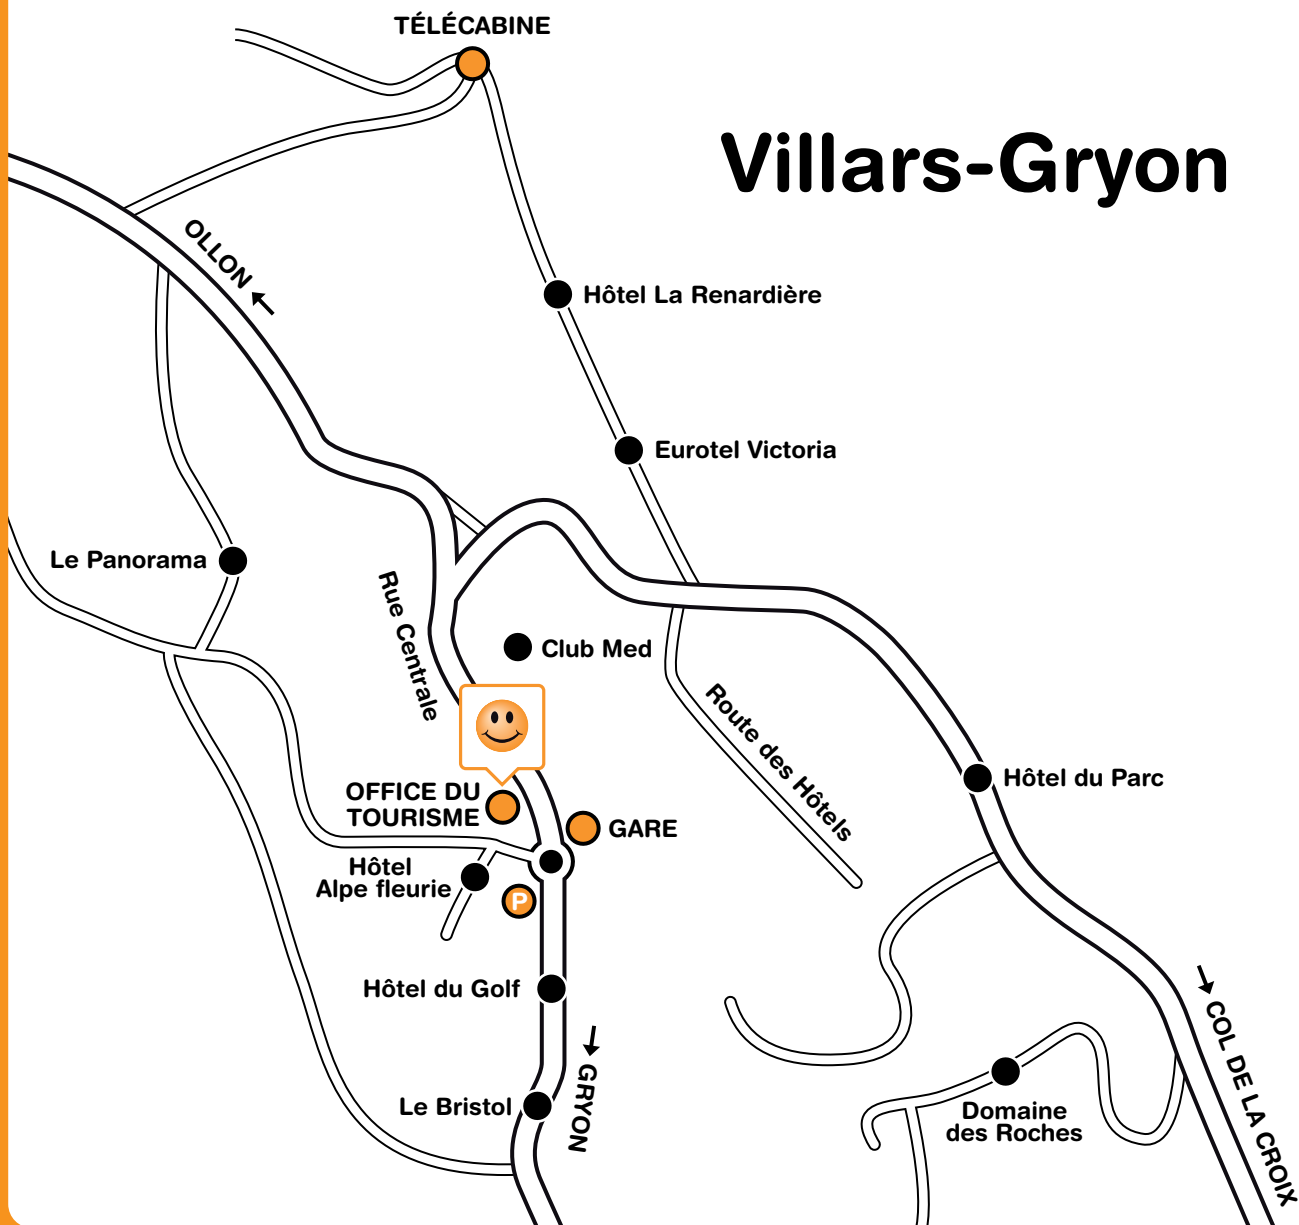 TÉLÉCABINE
Villars-Gryon
OLLON
Hôtel La Renardière
Eurotel Victoria
Le Panorama
Rue Centrale
Club Med
Route des Hôtels
Hôtel du Parc
OFFICE DU
TOURISME
GARE
Hôtel
Alpe fleurie
P
Hôtel du Golf
COL DE LA CROIX
GRYON
Le Bristol
Domaine
des Roches